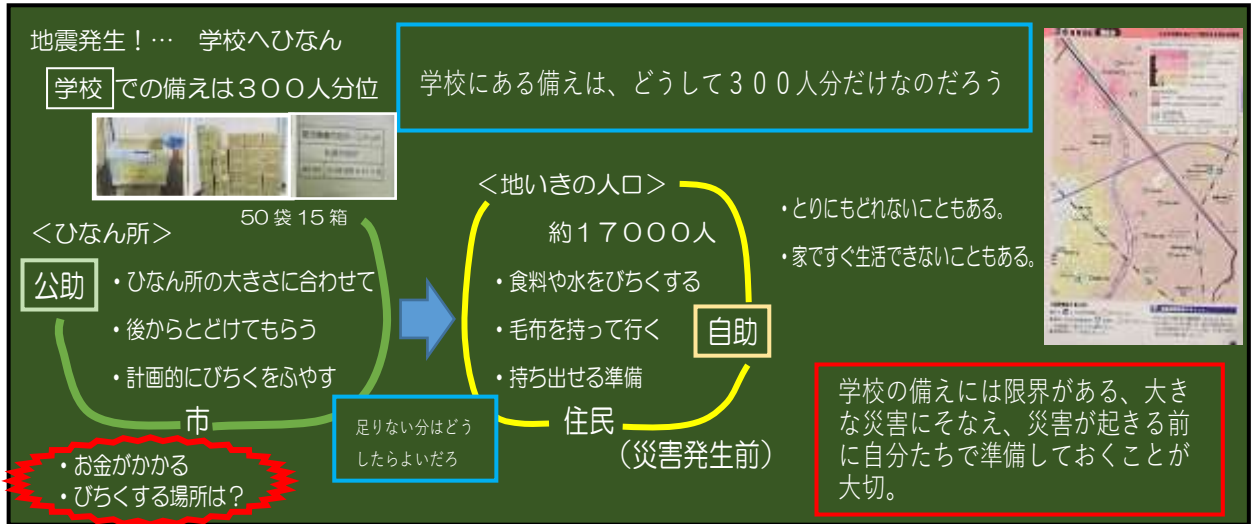 地震発生！… 学校へひなん
学校での備えは３００人分位
50袋15箱
学校にある備えは、どうして３００人分だけなのだろう
＜ひなん所＞
公助
・ひなん所の大きさに合わせて
・後からとどけてもらう
・計画的にびちくをふやす
市
・お金がかかる
・びちくする場所は？
足りない分はどう
したらよいだろ
＜地いきの人口＞
約１７０００人
・食料や水をびちくする
・毛布を持って行く
・持ち出せる準備
自助
住民
（災害発生前）
・とりにもどれないこともある。
・家ですぐ生活できないこともある。
学校の備えには限界がある、大き
な災害にそなえ、災害が起きる前
に自分たちで準備しておくことが
大切。